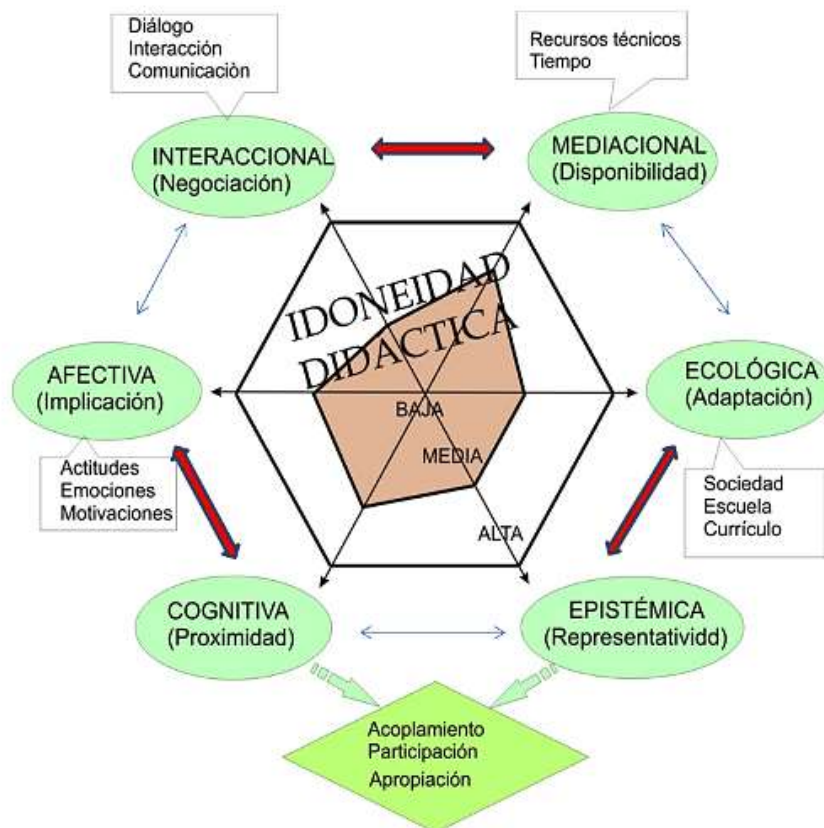 Diálogo
Interacción
Comunicaciòn
Recursos técnicos
Tiempo
INTERACCIONAL
(Negociación)
MEDIACIONAL
(Disponibilidad)
IDONEIDAD
DIDACTICA
AFECTIVA
(Implicación)
ECOLÓGICA
(Adaptación)
BAJA
MEDIA
ALTA
Actitudes
Emociones
Motivaciones
Sociedad
Escuela
Currículo
COGNITIVA
(Proximidad)
EPISTÉMICA
(Representatividd)
Acoplamiento
Participación
Apropiación